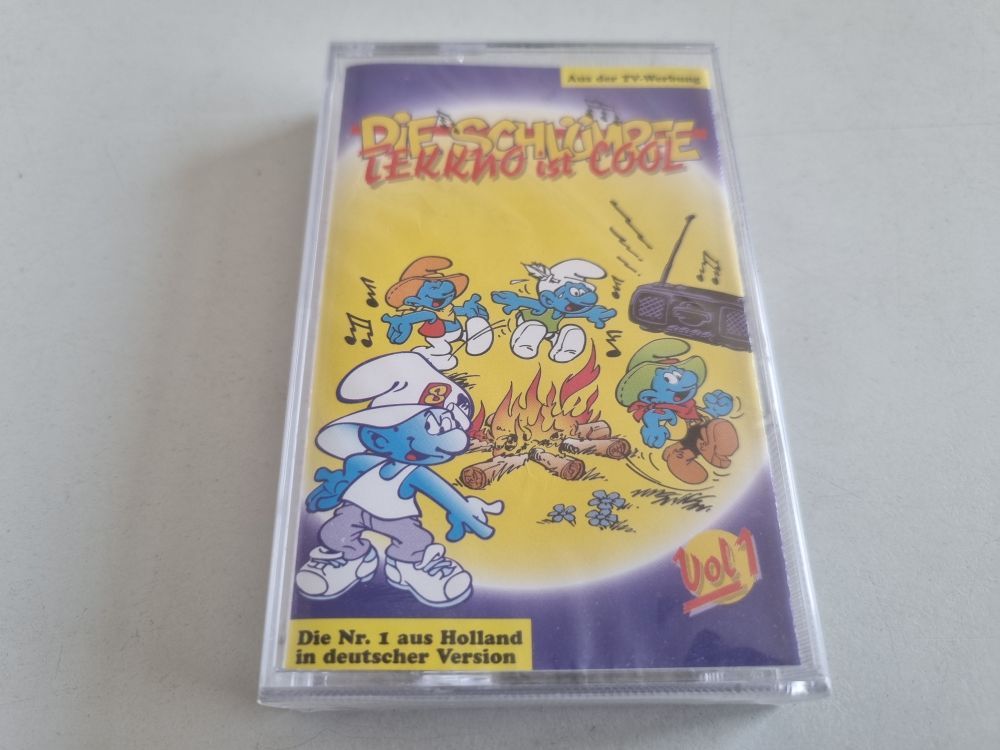 Aus der TV-Werbung
DiE SCHLÜMPFE
TEKKNO ist COOL
S
Vol 1
Die Nr. 1 aus Holland
in deutscher Version